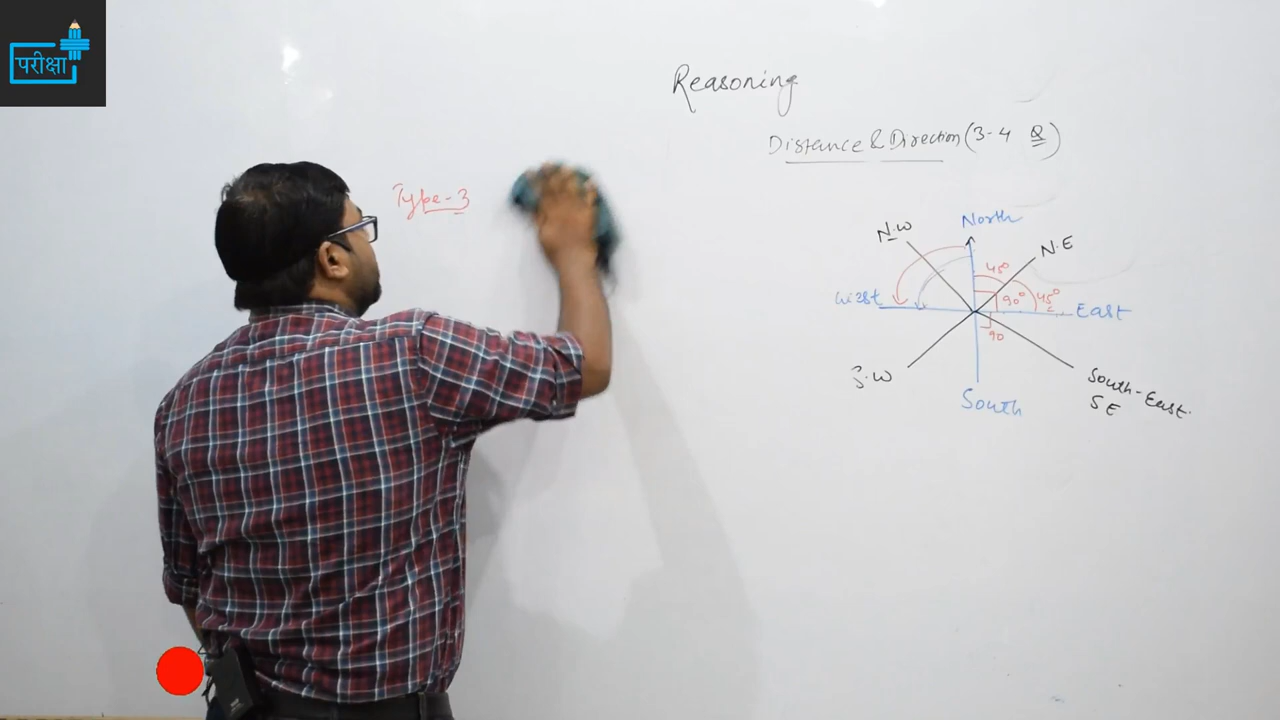 परीक्षा
Reasoning
Distance & Direction (3-4 Q)
Type-3
North
N.W
N.E
45°
West
90°
45°
East
90
S.W
South
South-East
SE